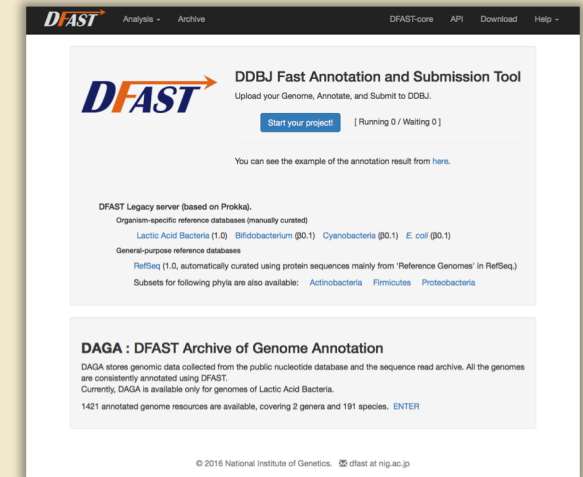 DFAST Analysis Archive DFAST-core API Download Help
DFAST
DDBJ Fast Annotation and Submission Tool
Upload your Genome, Annotate, and Submit to DDBJ.
Start your project! [ Running 0 / Waiting 0 ]
You can see the example of the annotation result from here.
DFAST Legacy server (based on Prokka).
Organism-specific reference databases (manually curated)
Lactic Acid Bacteria (1.0) Bifidobacterium (β0.1) Cyanobacteria (β0.1) E. coli (β0.1)
General-purpose reference databases
RefSeq (1.0, automatically curated using protein sequences mainly from 'Reference Genomes' in RefSeq.)
Subsets for following phyla are also available: Actinobacteria Firmicutes Proteobacteria
DAGA : DFAST Archive of Genome Annotation
DAGA stores genomic data collected from the public nucleotide database and the sequence read archive. All the genomes
are consistently annotated using DFAST.
Currently, DAGA is available only for genomes of Lactic Acid Bacteria.
1421 annotated genome resources are available, covering 2 genera and 191 species. ENTER
© 2016 National Institute of Genetics. dfast at nig.ac.jp